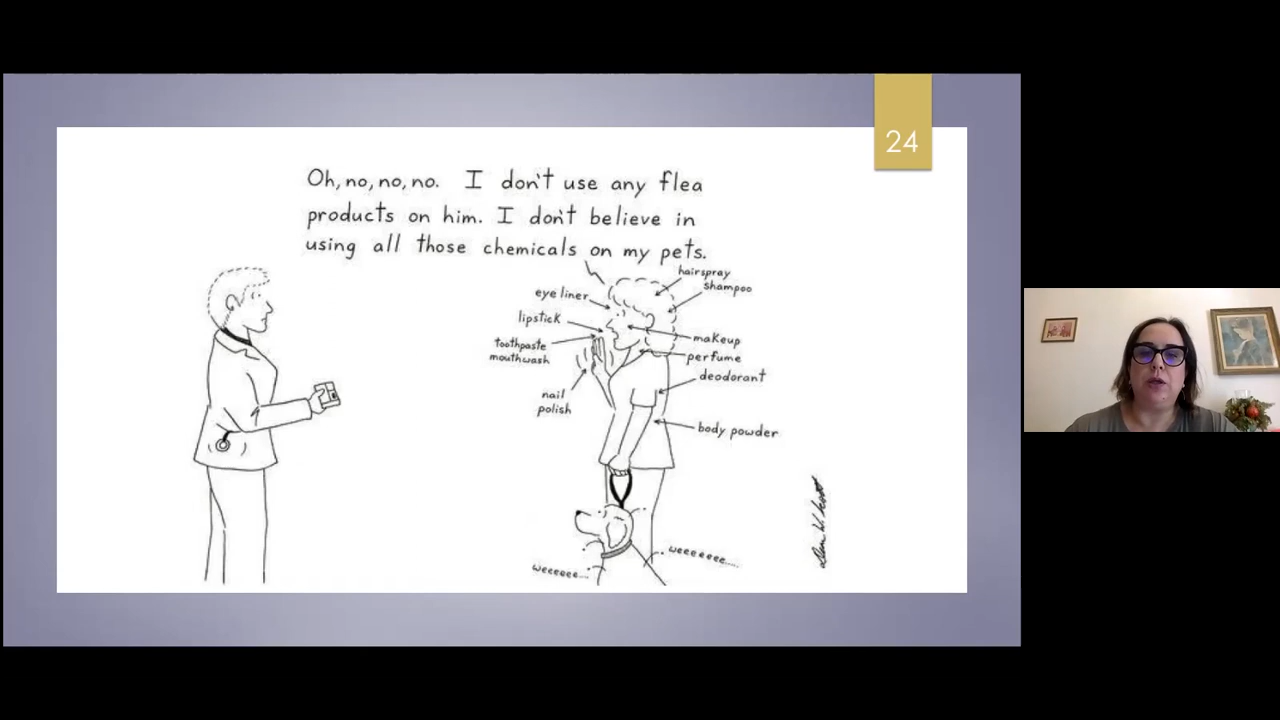 24
Oh, no, no, no. I don't use any flea
products on him. I don't believe in
using all those chemicals on my pets.
hairspray
shampoo
eye liner
lipstick
toothpaste
mouthwash
makeup
perfume
deodorant
nail
polish
body powder
weeeeee....
weeeeeee.....